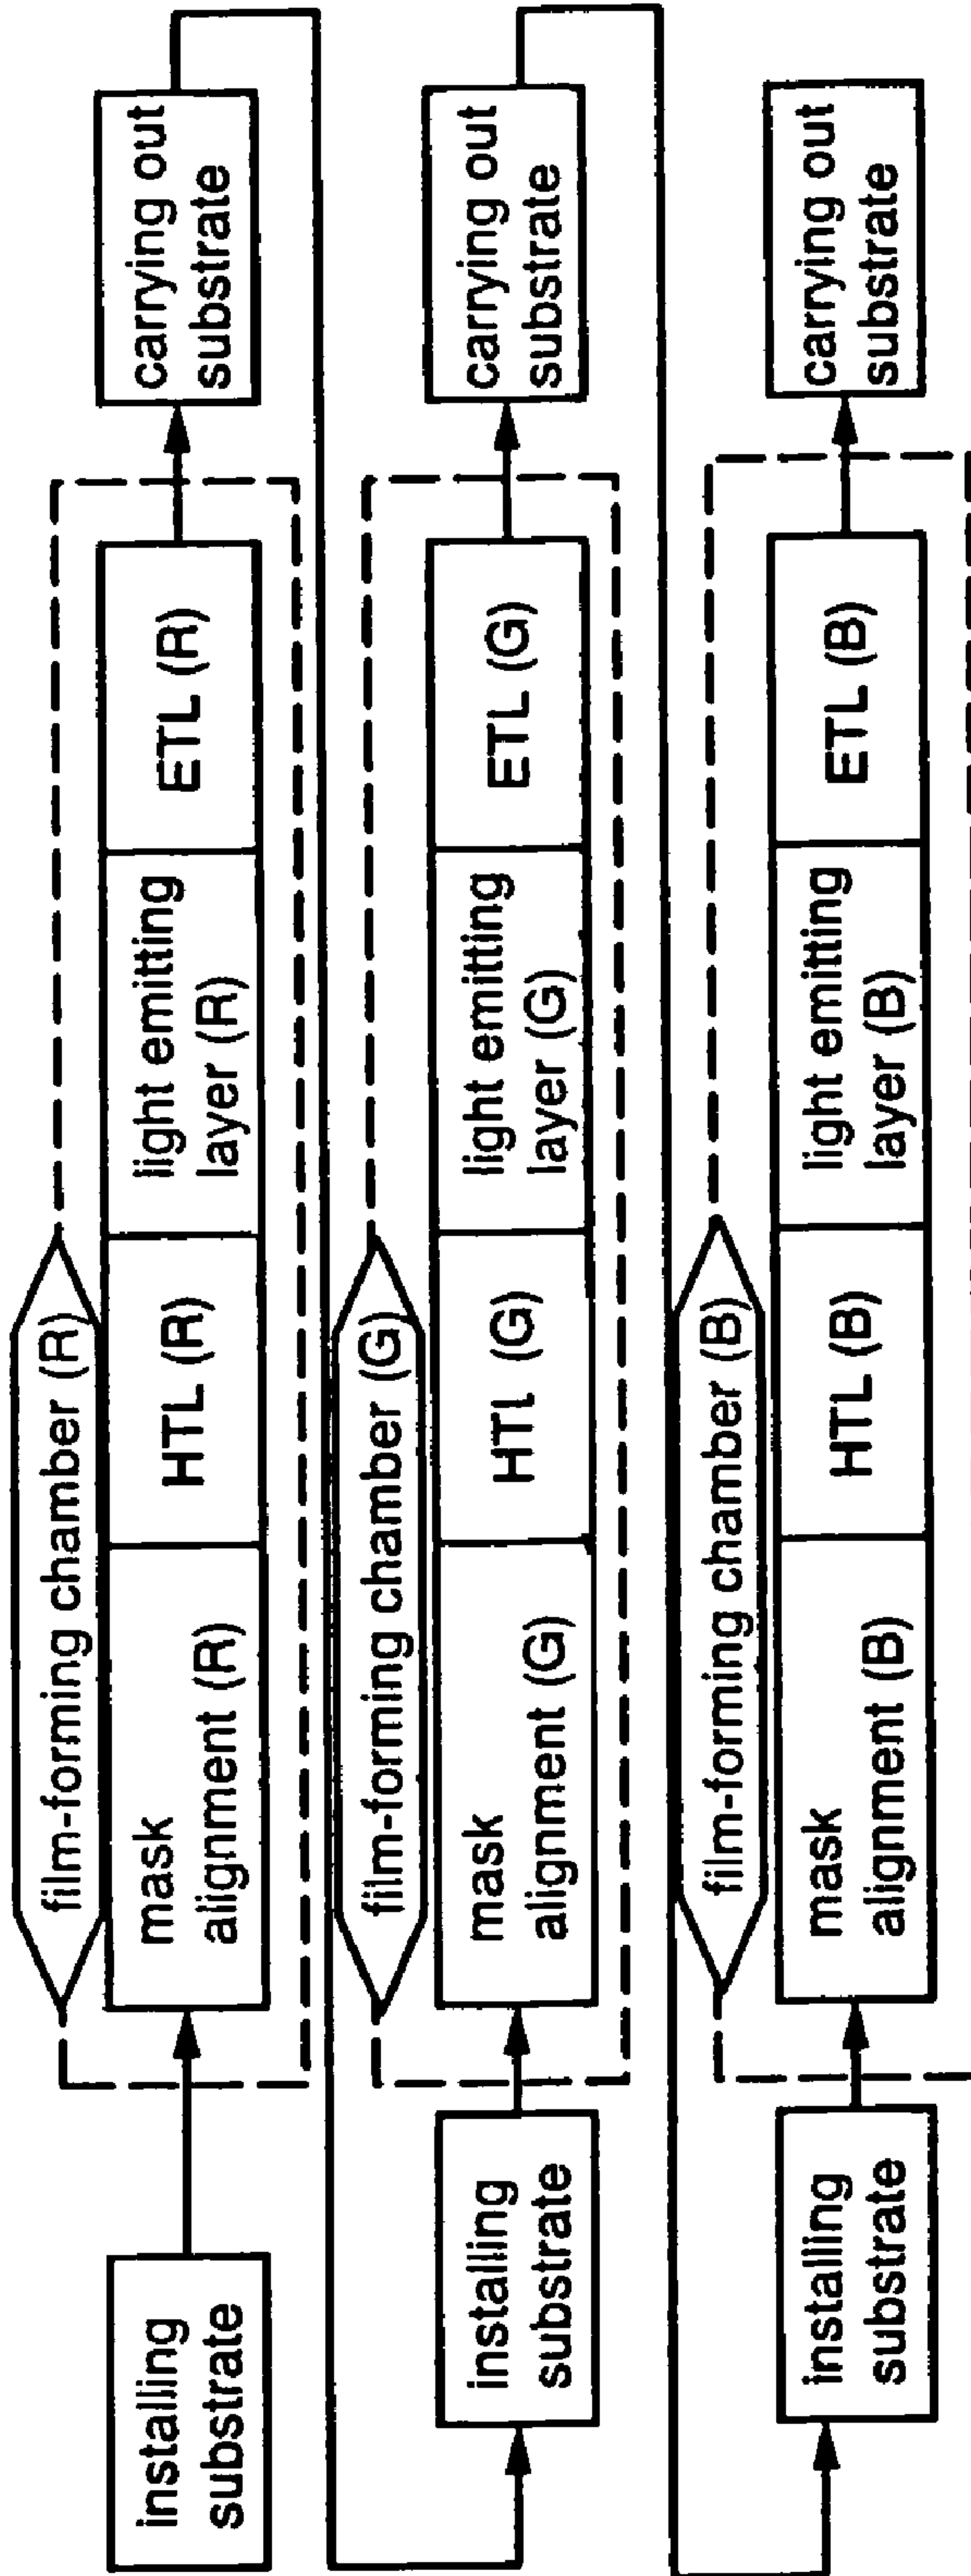 installing
substrate
film-forming chamber (R)
mask
alignment (R)
HTL (R)
light emitting
layer (R)
ETL (R)
carrying out
substrate
installing
substrate
film-forming chamber (G)
mask
alignment (G)
HTL (G)
light emitting
layer (G)
ETL (G)
carrying out
substrate
installing
substrate
film-forming chamber (B)
mask
alignment (B)
HTL (B)
light emitting
layer (B)
ETL (B)
carrying out
substrate